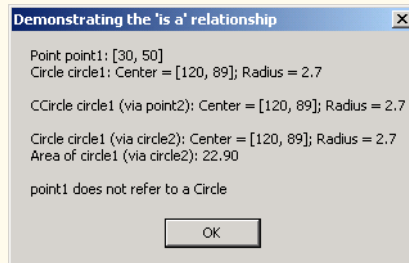 Demonstrating the 'is a' relationship
Point point1: [30, 50]
Circle circle1: Center = [120, 89]; Radius = 2.7
CCircle circle1 (via point2): Center = [120, 89]; Radius = 2.7
Circle circle1 (via circle2): Center = [120, 89]; Radius = 2.7
Area of circle1 (via circle2): 22.90
point1 does not refer to a Circle
OK